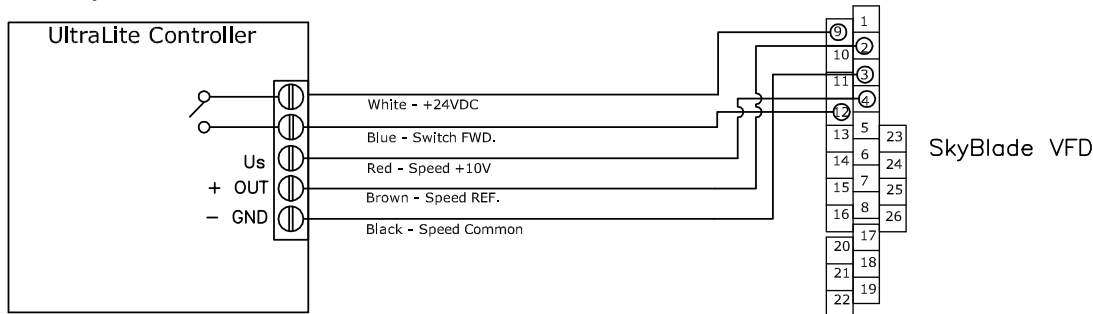 UltraLite Controller
White - +24VDC
Blue - Switch FWD.
Us
Red - Speed +10V
+ OUT
Brown - Speed REF.
- GND
Black - Speed Common
SkyBlade VFD
1
9
2
10
3
11
4
12
5
13
23
6
14
24
7
15
25
8
16
26
17
20
18
21
19
22